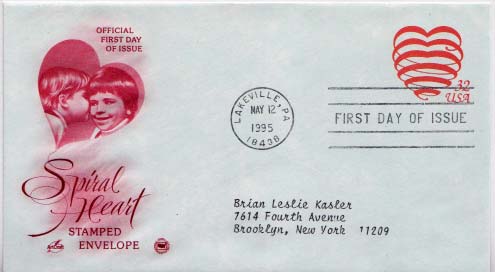 OFFICIAL
FIRST DAY
OF ISSUE
Spiral
Heart
STAMPED
ENVELOPE
LAKEVILLE, PA
MAY 12
1995
18438
32
USA
FIRST DAY OF ISSUE
Brian Leslie Kasler
7614 Fourth Avenue
Brooklyn, New York 11209